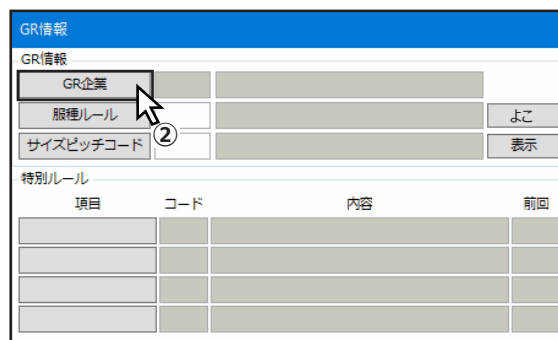 GR情報
GR情報
GR企業
②
服種ルール
よこ
サイズピッチコード
表示
特別ルール
項目 コード 内容 前回